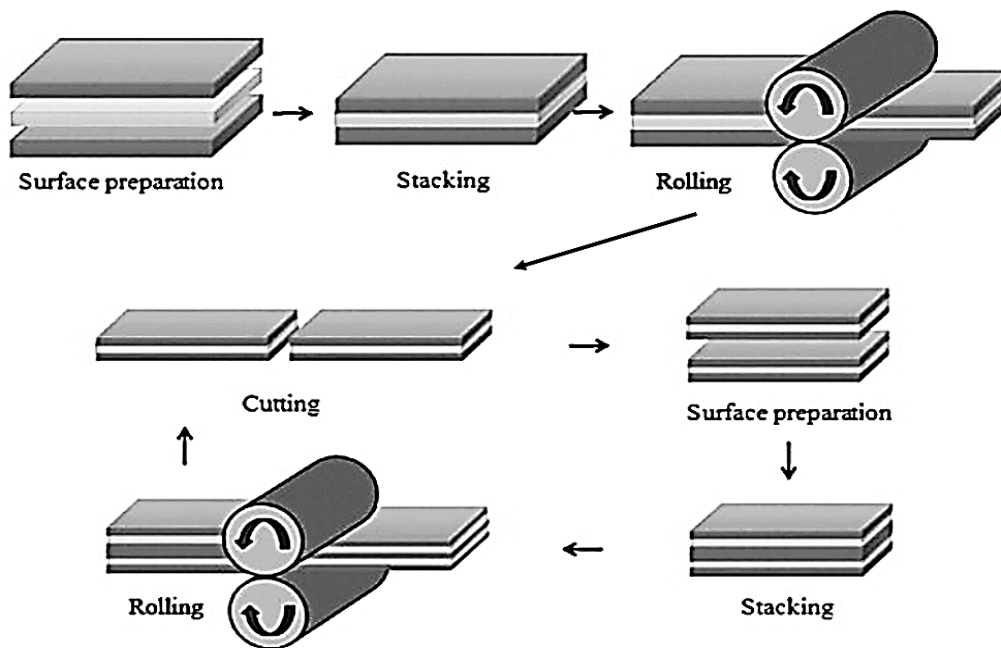 Surface preparation
Stacking
Rolling
Cutting
Surface preparation
Rolling
Stacking